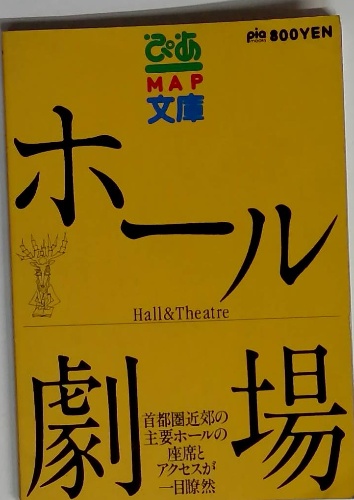 ぴあ
MAP
文庫
pia 800YEN
ホール
Hall&Theatre
劇場
首都圏近郊の
主要ホールの
座席と
アクセスが
一目瞭然